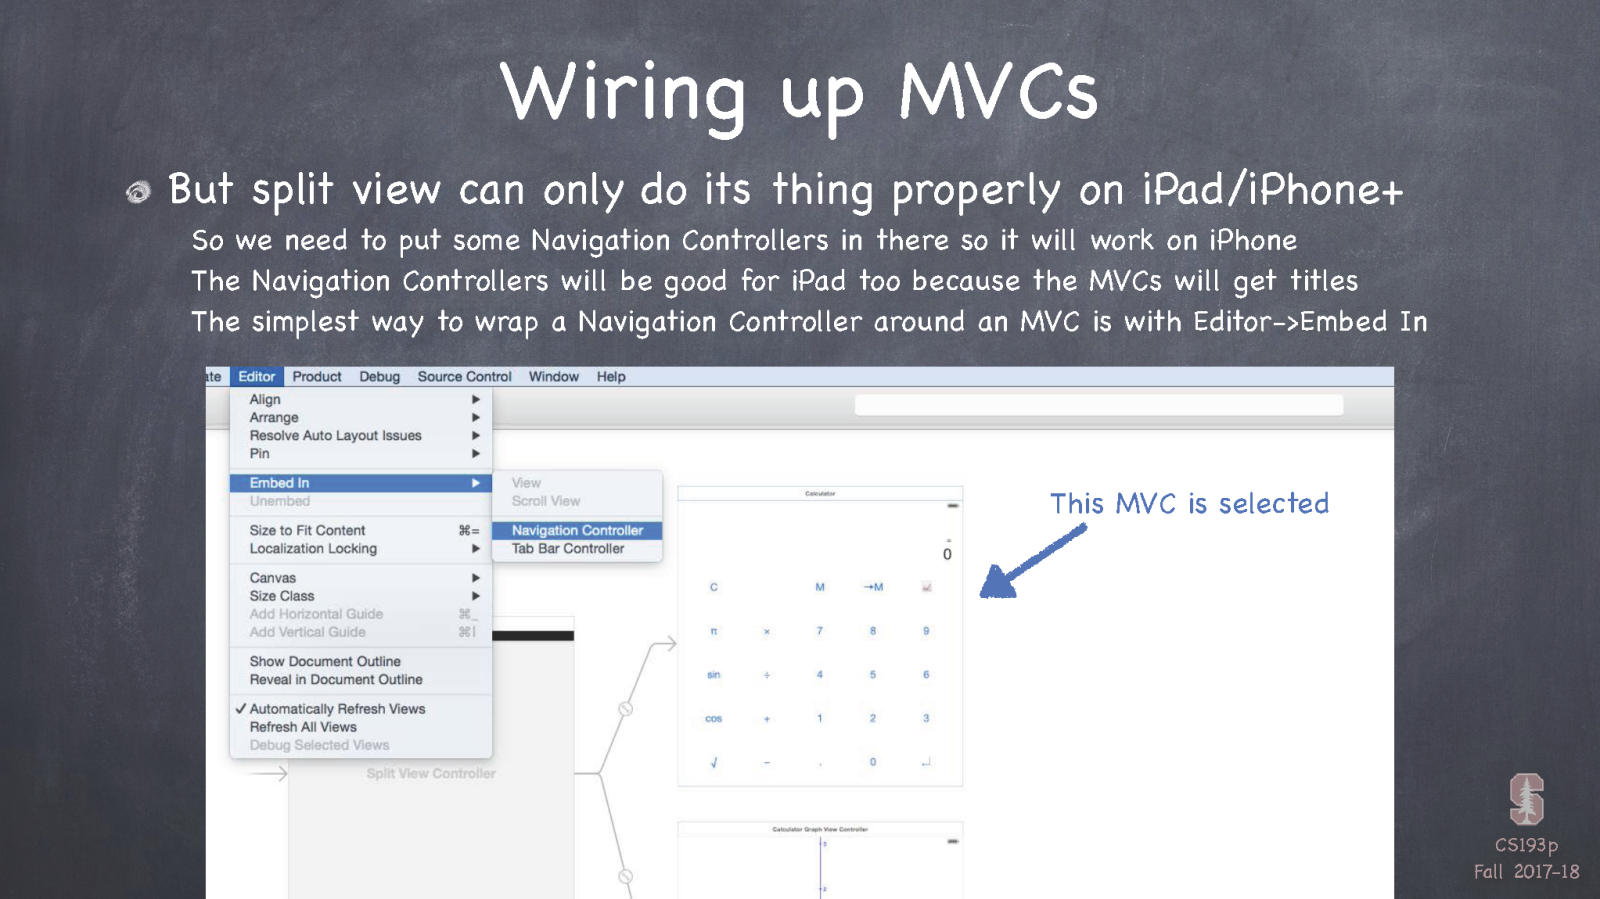 Wiring up MVCs
But split view can only do its thing properly on iPad/iPhone+
So we need to put some Navigation Controllers in there so it will work on iPhone
The Navigation Controllers will be good for iPad too because the MVCs will get titles
The simplest way to wrap a Navigation Controller around an MVC is with Editor->Embed In
ate Editor Product Debug Source Control Window Help
Align
Arrange
Resolve Auto Layout Issues
Pin
Embed In
Unembed
Size to Fit Content ⌘=
Localization Locking
Canvas
Size Class
Add Horizontal Guide ⌘_
Add Vertical Guide ⌘|
Show Document Outline
Reveal in Document Outline
✓ Automatically Refresh Views
Refresh All Views
Debug Selected Views
View
Scroll View
Navigation Controller
Tab Bar Controller
Split View Controller
Calculator
=
0
C M →M
π × 7 8 9
sin ÷ 4 5 6
cos + 1 2 3
√ − . 0 ↵
Calculator Graph View Controller
This MVC is selected
CS193p
Fall 2017-18